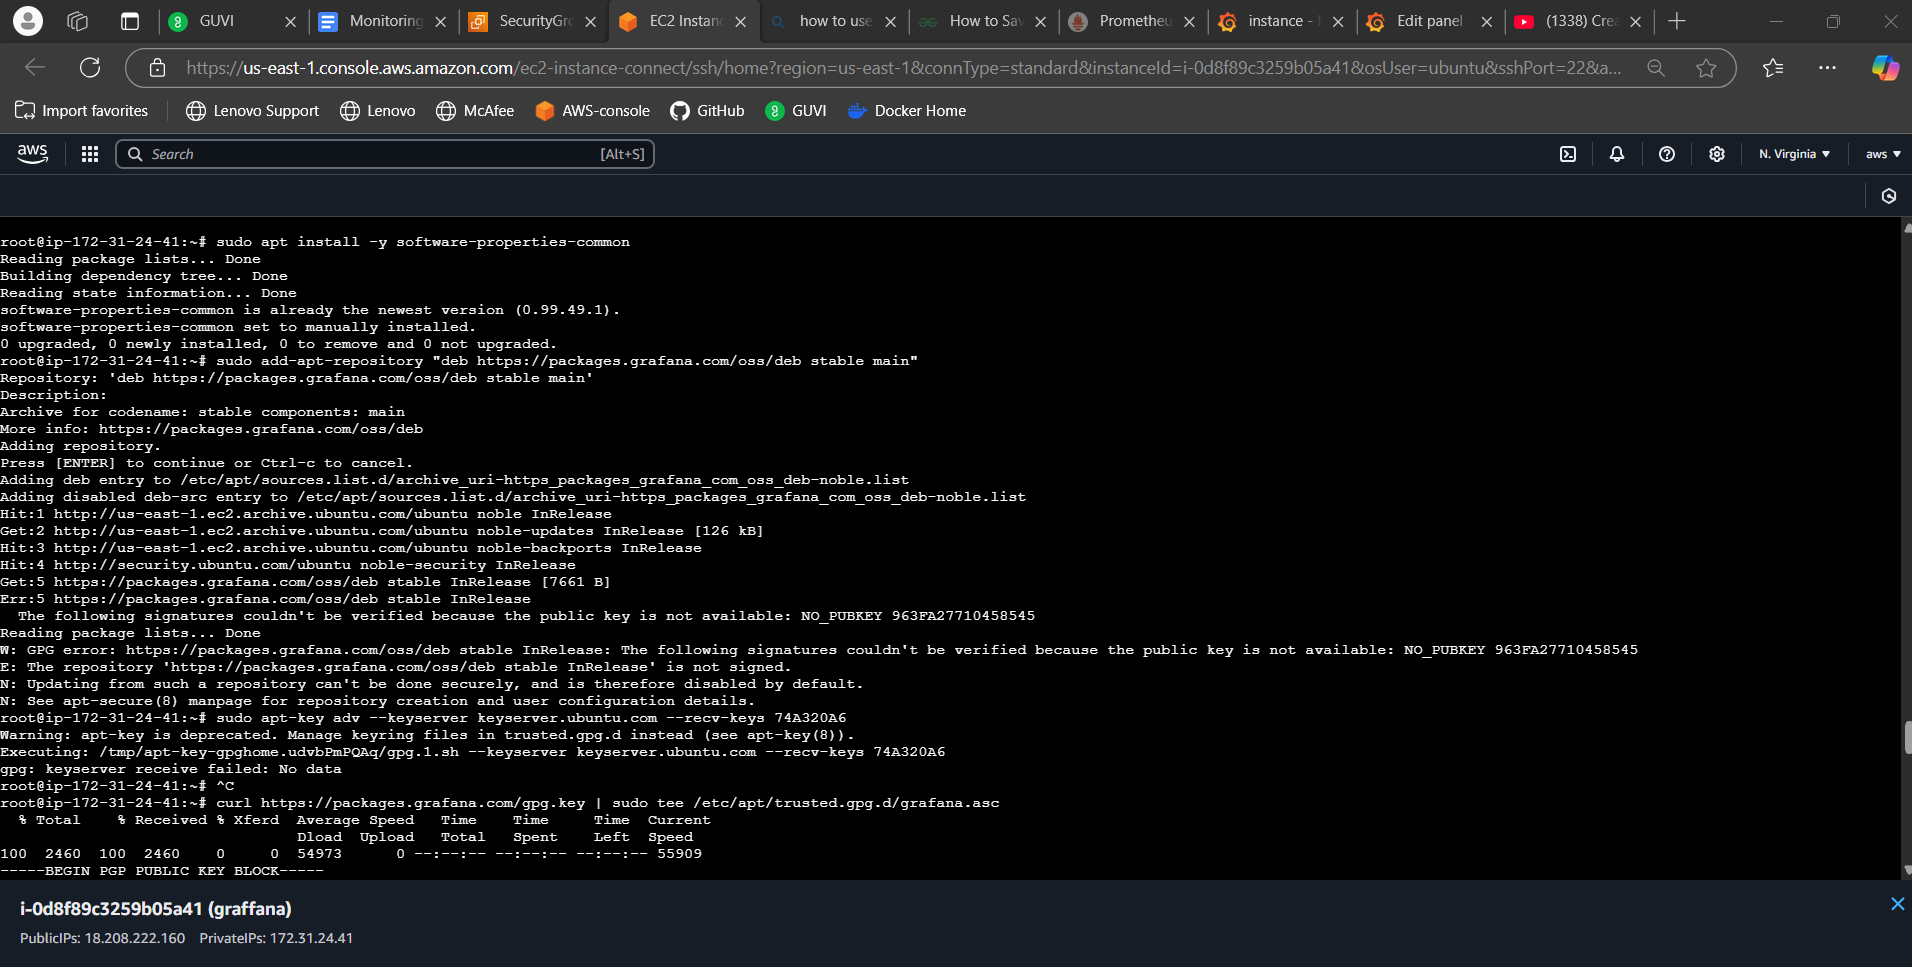 GUVI
Monitoring
SecurityGro
EC2 Instanc
how to use
How to Sav
Prometheu
instance -
Edit panel
(1338) Crea
https://us-east-1.console.aws.amazon.com/ec2-instance-connect/ssh/home?region=us-east-1&connType=standard&instanceId=i-0d8f89c3259b05a41&osUser=ubuntu&sshPort=22&a...
Import favorites
Lenovo Support
Lenovo
McAfee
AWS-console
GitHub
GUVI
Docker Home
aws
Search
[Alt+S]
N. Virginia
aws
root@ip-172-31-24-41:~# sudo apt install -y software-properties-common
Reading package lists... Done
Building dependency tree... Done
Reading state information... Done
software-properties-common is already the newest version (0.99.49.1).
software-properties-common set to manually installed.
0 upgraded, 0 newly installed, 0 to remove and 0 not upgraded.
root@ip-172-31-24-41:~# sudo add-apt-repository "deb https://packages.grafana.com/oss/deb stable main"
Repository: 'deb https://packages.grafana.com/oss/deb stable main'
Description:
Archive for codename: stable components: main
More info: https://packages.grafana.com/oss/deb
Adding repository.
Press [ENTER] to continue or Ctrl-c to cancel.
Adding deb entry to /etc/apt/sources.list.d/archive_uri-https_packages_grafana_com_oss_deb-noble.list
Adding disabled deb-src entry to /etc/apt/sources.list.d/archive_uri-https_packages_grafana_com_oss_deb-noble.list
Hit:1 http://us-east-1.ec2.archive.ubuntu.com/ubuntu noble InRelease
Get:2 http://us-east-1.ec2.archive.ubuntu.com/ubuntu noble-updates InRelease [126 kB]
Hit:3 http://us-east-1.ec2.archive.ubuntu.com/ubuntu noble-backports InRelease
Hit:4 http://security.ubuntu.com/ubuntu noble-security InRelease
Get:5 https://packages.grafana.com/oss/deb stable InRelease [7661 B]
Err:5 https://packages.grafana.com/oss/deb stable InRelease
The following signatures couldn't be verified because the public key is not available: NO_PUBKEY 963FA27710458545
Reading package lists... Done
W: GPG error: https://packages.grafana.com/oss/deb stable InRelease: The following signatures couldn't be verified because the public key is not available: NO_PUBKEY 963FA27710458545
E: The repository 'https://packages.grafana.com/oss/deb stable InRelease' is not signed.
N: Updating from such a repository can't be done securely, and is therefore disabled by default.
N: See apt-secure(8) manpage for repository creation and user configuration details.
root@ip-172-31-24-41:~# sudo apt-key adv --keyserver keyserver.ubuntu.com --recv-keys 74A320A6
Warning: apt-key is deprecated. Manage keyring files in trusted.gpg.d instead (see apt-key(8)).
Executing: /tmp/apt-key-gpghome.udvbPmPQAq/gpg.1.sh --keyserver keyserver.ubuntu.com --recv-keys 74A320A6
gpg: keyserver receive failed: No data
root@ip-172-31-24-41:~# ^C
root@ip-172-31-24-41:~# curl https://packages.grafana.com/gpg.key | sudo tee /etc/apt/trusted.gpg.d/grafana.asc
% Total % Received % Xferd Average Speed Time Time Time Current
Dload Upload Total Spent Left Speed
100 2460 100 2460 0 0 54973 0 --:--:-- --:--:-- --:--:-- 55909
-----BEGIN PGP PUBLIC KEY BLOCK-----
i-0d8f89c3259b05a41 (graffana)
PublicIPs: 18.208.222.160 PrivateIPs: 172.31.24.41